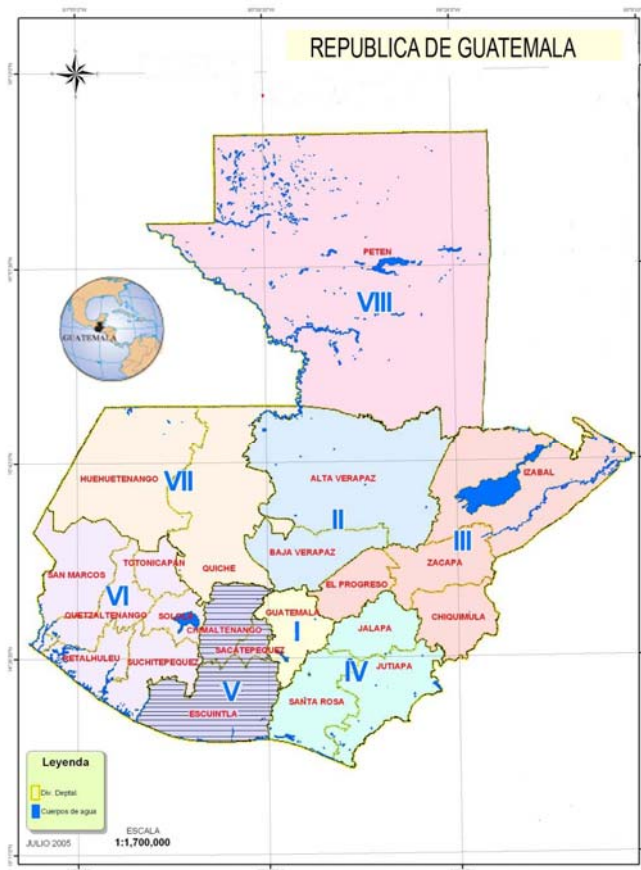 REPUBLICA DE GUATEMALA
PETEN
VIII
GUATEMALA
HUEHUETENANGO
VII
ALTA VERAPAZ
IZABAL
II
III
BAJA VERAPAZ
ZACAPA
TOTONICAPAN
QUICHE
SAN MARCOS
EL PROGRESO
VI
QUETZALTENANGO
SOLOLA
GUATEMALA
CHIQUIMULA
CHIMALTENANGO
I
JALAPA
SACATEPEQUEZ
RETALHULEU
SUCHITEPEQUEZ
IV
JUTIAPA
V
SANTA ROSA
ESCUINTLA
Leyenda
Div. Deptal.
Cuerpos de agua
JULIO 2005
ESCALA
1:1,700,000